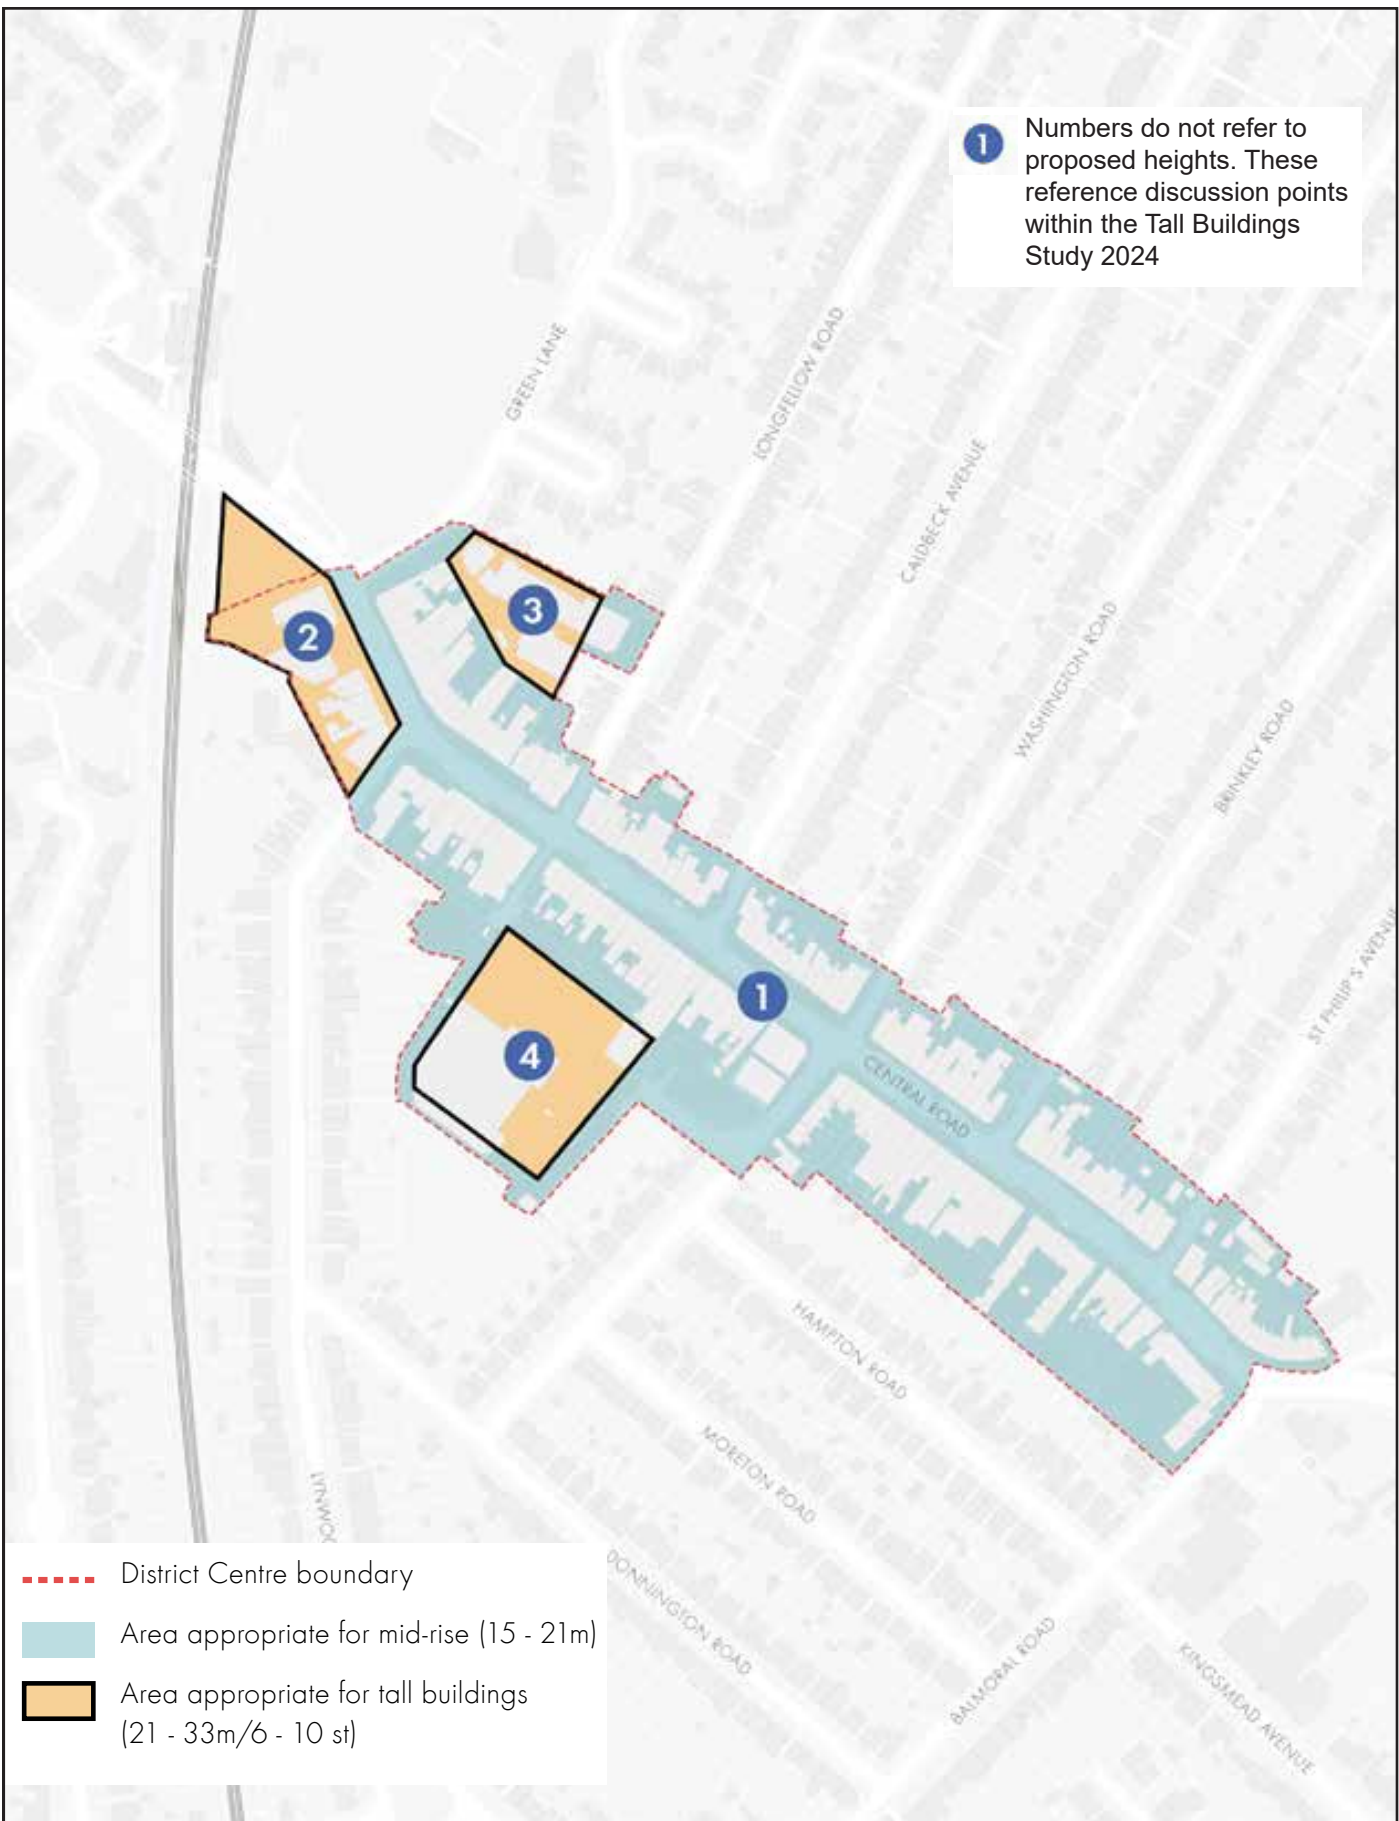 1
Numbers do not refer to
proposed heights. These
reference discussion points
within the Tall Buildings
Study 2024
GREEN LANE
LONGFELLOW ROAD
CALDBECK AVENUE
WASHINGTON ROAD
BRINKLEY ROAD
ST PHILIP'S AVENU
2
3
1
4
CENTRAL ROAD
HAMPTON ROAD
MORETON ROAD
LYNWOO
DONNINGTON ROAD
BALMORAL ROAD
KINGSMEAD AVENUE
District Centre boundary
Area appropriate for mid-rise (15 - 21m)
Area appropriate for tall buildings
(21 - 33m/6 - 10 st)